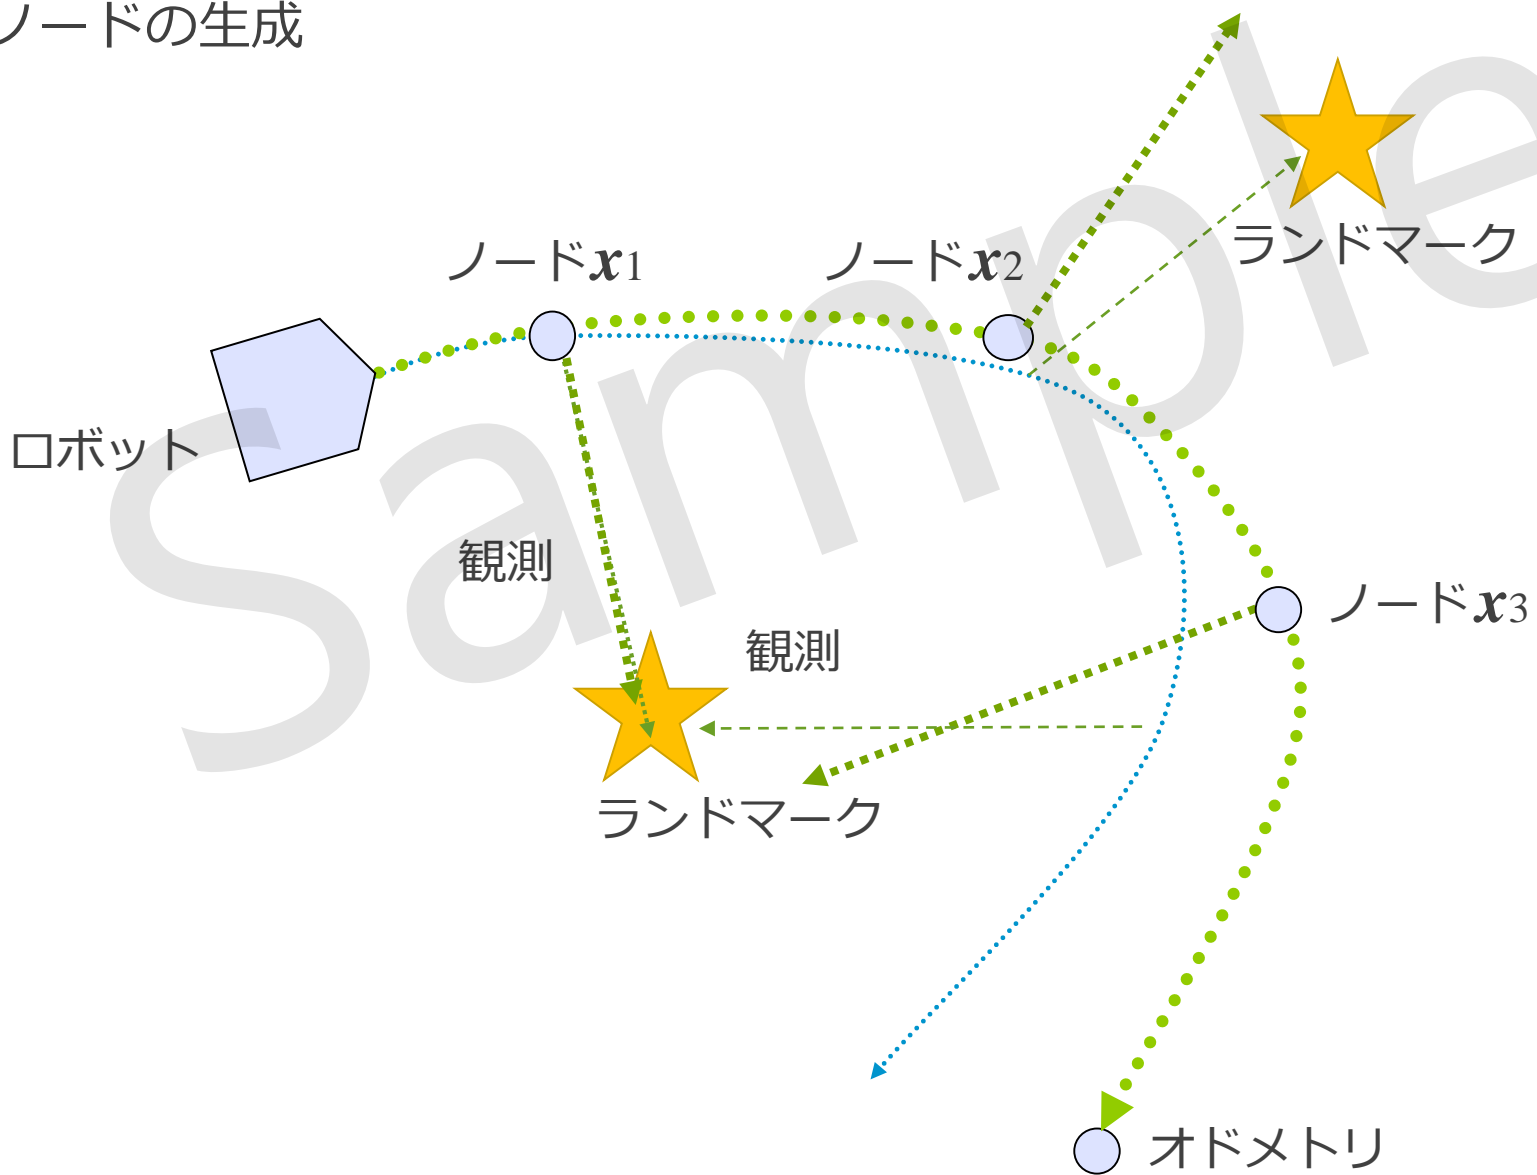 ノードの生成
ランドマーク
ノードx1
ノードx2
ロボット
観測
ノードx3
観測
ランドマーク
オドメトリ
Sample